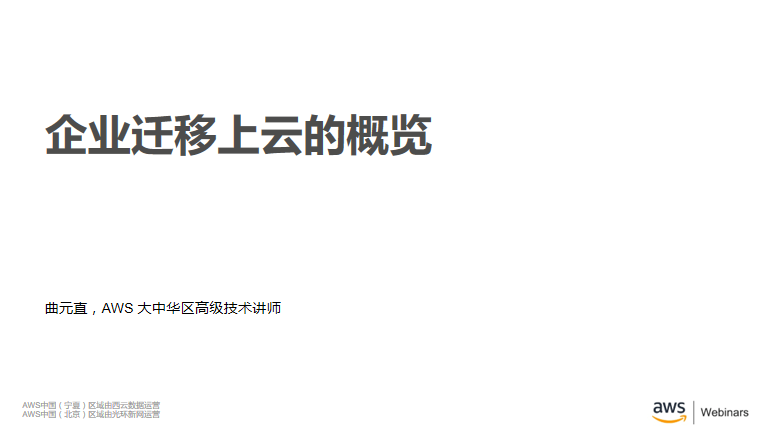 企业迁移上云的概览
曲元直，AWS 大中华区高级技术讲师
AWS中国（宁夏）区域由西云数据运营
AWS中国（北京）区域由光环新网运营
aws | Webinars